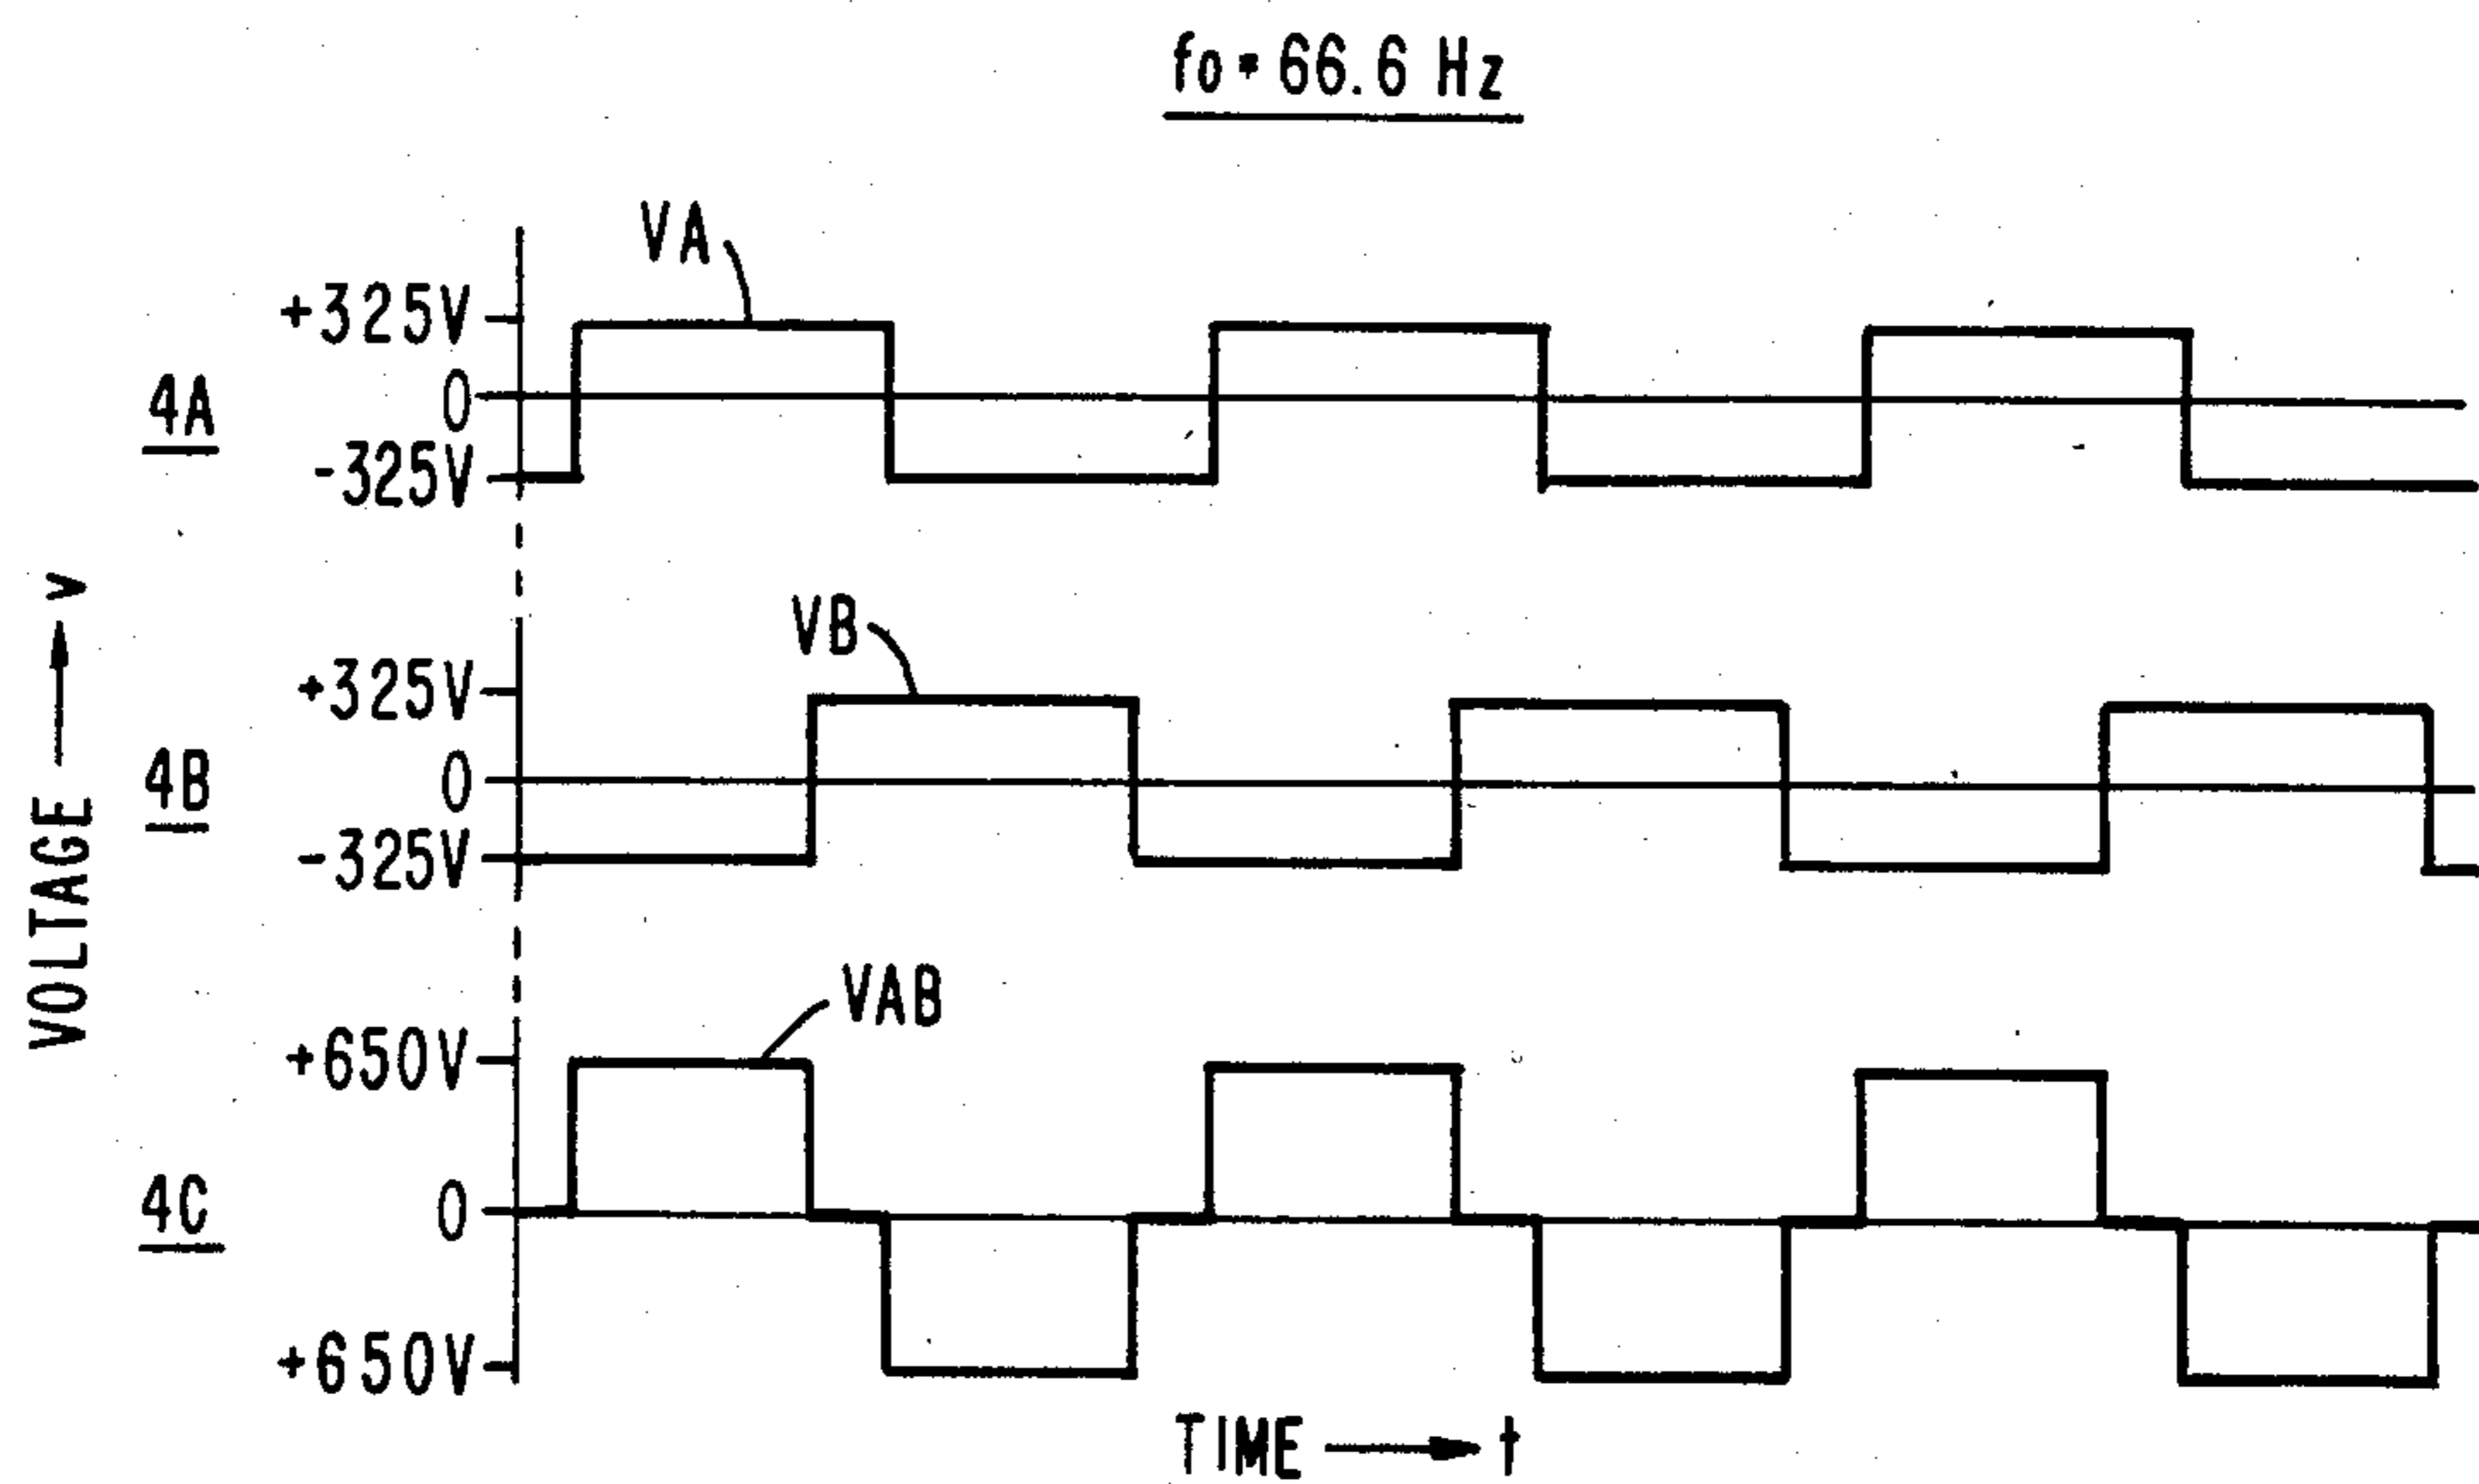 fo = 66.6 Hz
VA
+325V
0
-325V
4A
VB
+325V
0
-325V
4B
VAB
+650V
0
+650V
4C
VOLTAGE → v
TIME → t